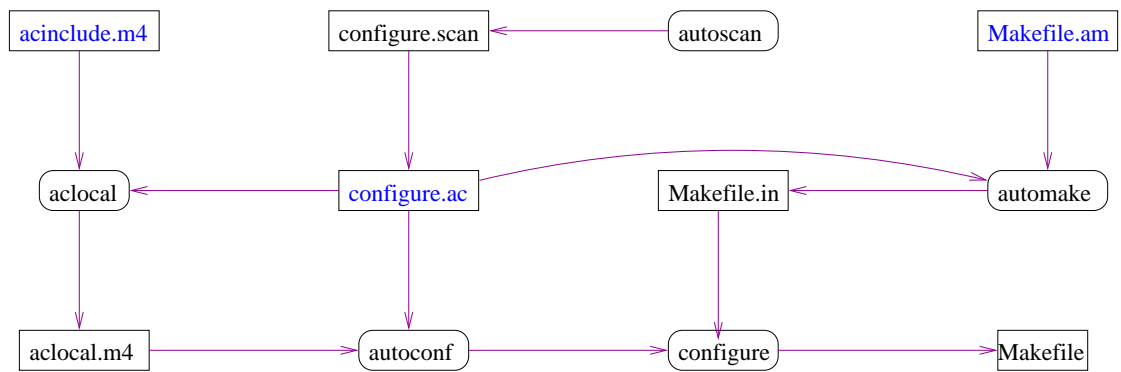 acinclude.m4
configure.scan
autoscan
Makefile.am
aclocal
configure.ac
Makefile.in
automake
aclocal.m4
autoconf
configure
Makefile